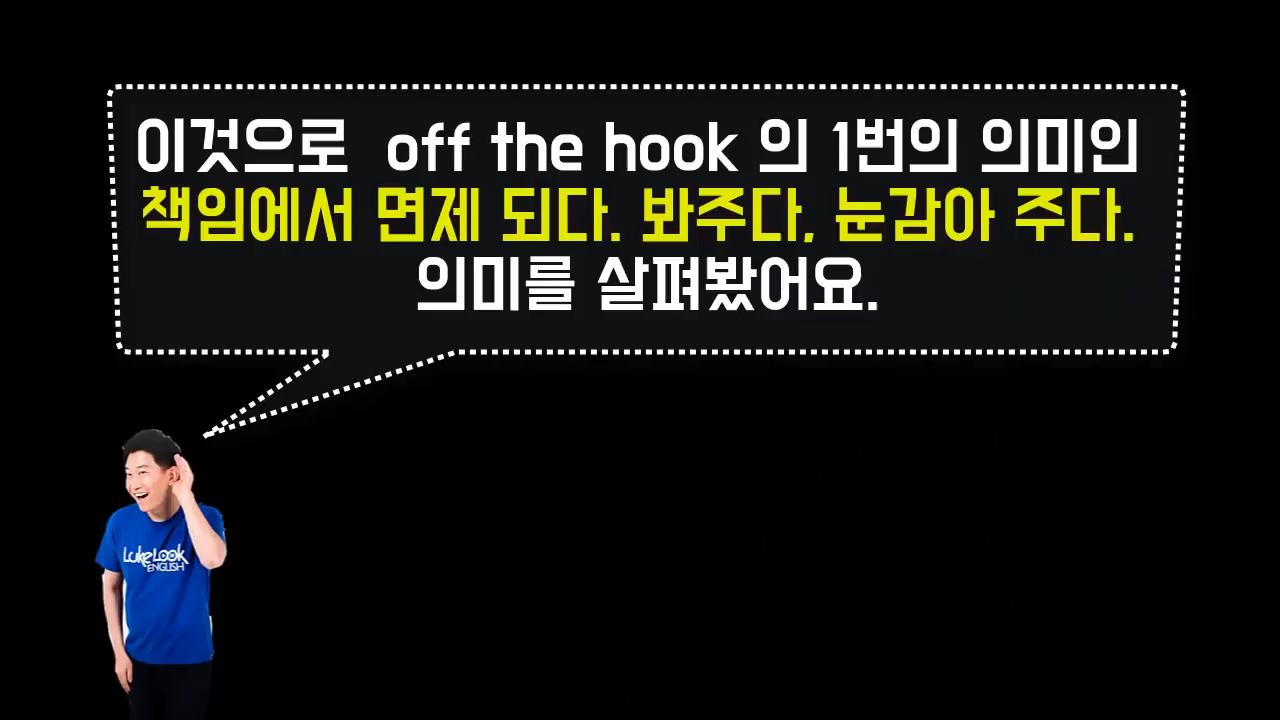 이것으로 off the hook 의 1번의 의미인
책임에서 면제 되다. 봐주다, 눈감아 주다.
의미를 살펴봤어요.
LukeLook
ENGLISH